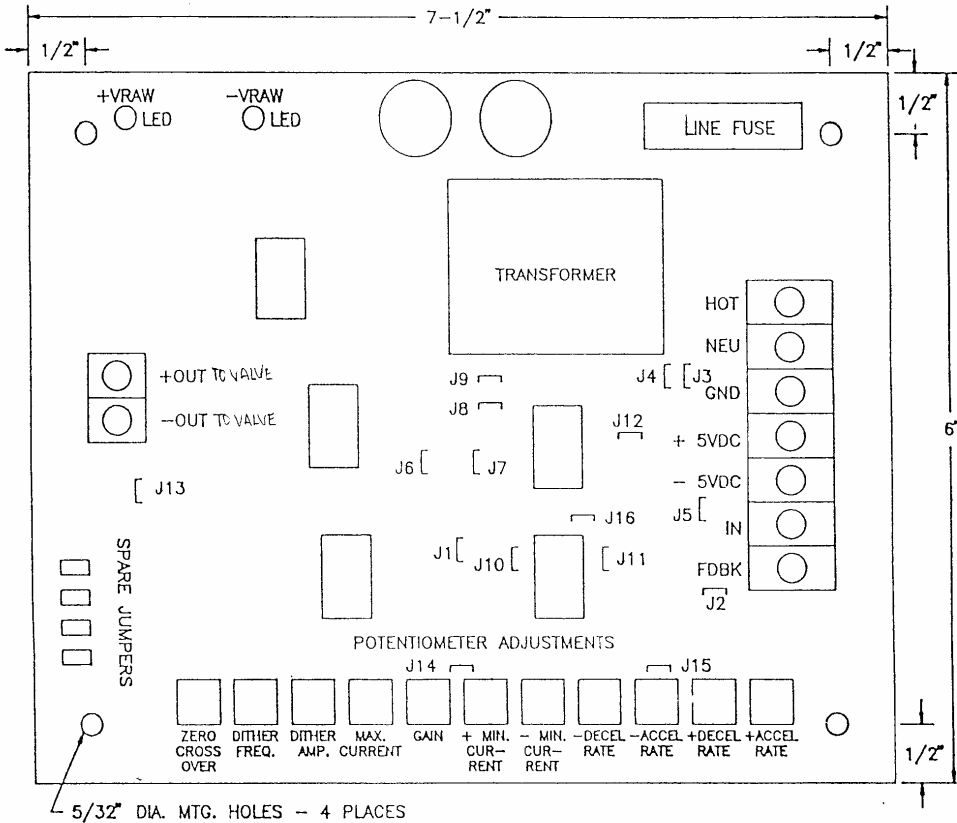 7-1/2"
1/2"
1/2"
+VRAW
LED
-VRAW
LED
LINE FUSE
1/2"
TRANSFORMER
HOT
NEU
GND
+ 5VDC
- 5VDC
IN
FDBK
6"
+OUT TO VALVE
-OUT TO VALVE
J9
J8
J4
J3
J12
J6
J7
J13
J16
J5
J1
J10
J11
J2
SPARE JUMPERS
POTENTIOMETER ADJUSTMENTS
J14
J15
ZERO
CROSS
OVER
DITHER
FREQ.
DITHER
AMP.
MAX.
CURRENT
GAIN
+ MIN.
CUR-
RENT
- MIN.
CUR-
RENT
-DECEL
RATE
-ACCEL
RATE
+DECEL
RATE
+ACCEL
RATE
1/2"
5/32" DIA. MTG. HOLES - 4 PLACES